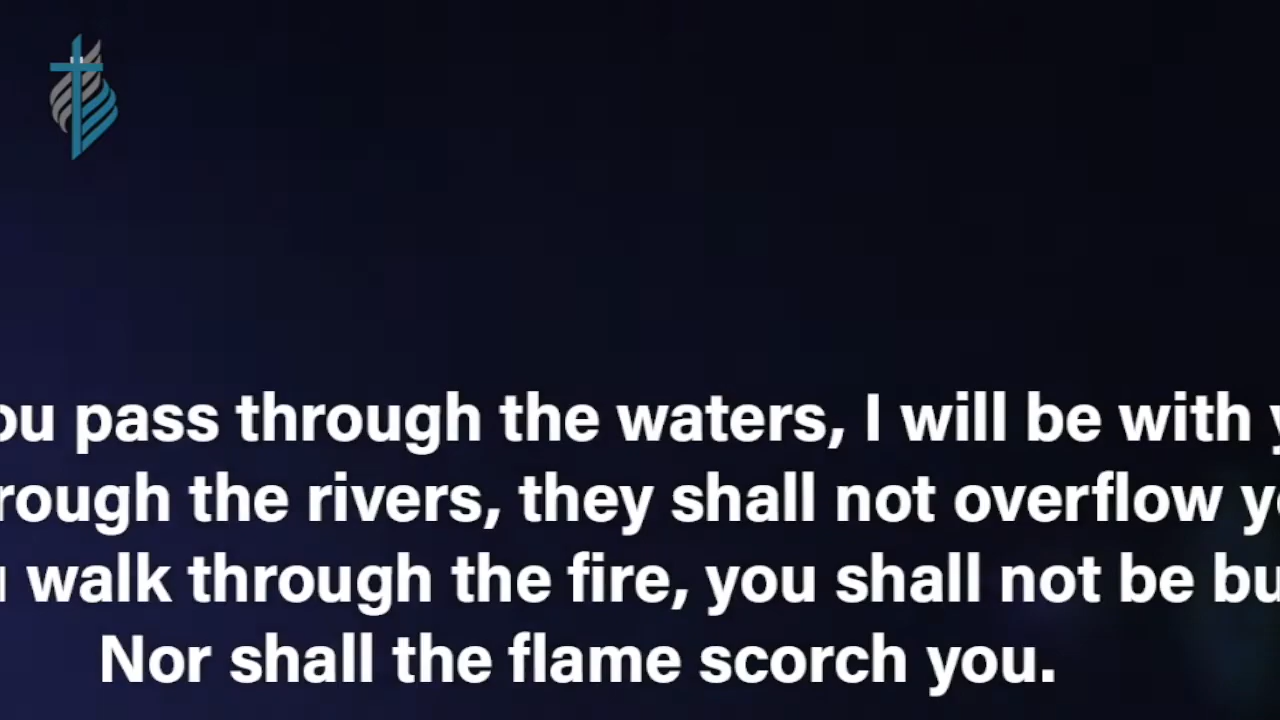 ou pass through the waters, I will be with y
rough the rivers, they shall not overflow yo
walk through the fire, you shall not be bu
Nor shall the flame scorch you.